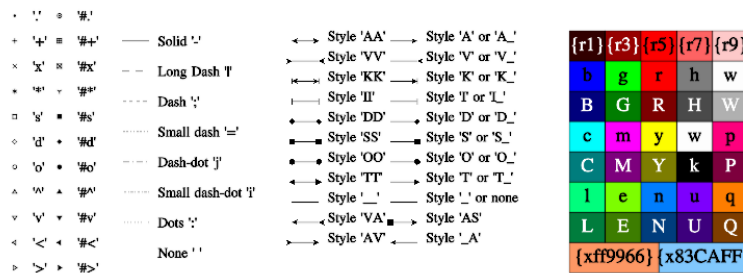 '.' '#.'
'+' '#+'
'x' '#x'
'*' '#*'
's' '#s'
'd' '#d'
'o' '#o'
'^' '#^'
'v' '#v'
'<' '#<'
'>' '#>'
Solid '-'
Long Dash '|'
Dash ';'
Small dash '='
Dash-dot 'j'
Small dash-dot 'i'
Dots ':'
None ' '
Style 'AA' Style 'A' or 'A_'
Style 'VV' Style 'V' or 'V_'
Style 'KK' Style 'K' or 'K_'
Style 'II' Style 'I' or 'I_'
Style 'DD' Style 'D' or 'D_'
Style 'SS' Style 'S' or 'S_'
Style 'OO' Style 'O' or 'O_'
Style 'TT' Style 'T' or 'T_'
Style '__' Style '_' or none
Style 'VA' Style 'AS'
Style 'AV' Style '_A'
{r1} {r3} {r5} {r7} {r9}
b g r h w
B G R H W
c m y w p
C M Y k P
l e n u q
L E N U Q
{xff9966} {x83CAFF}